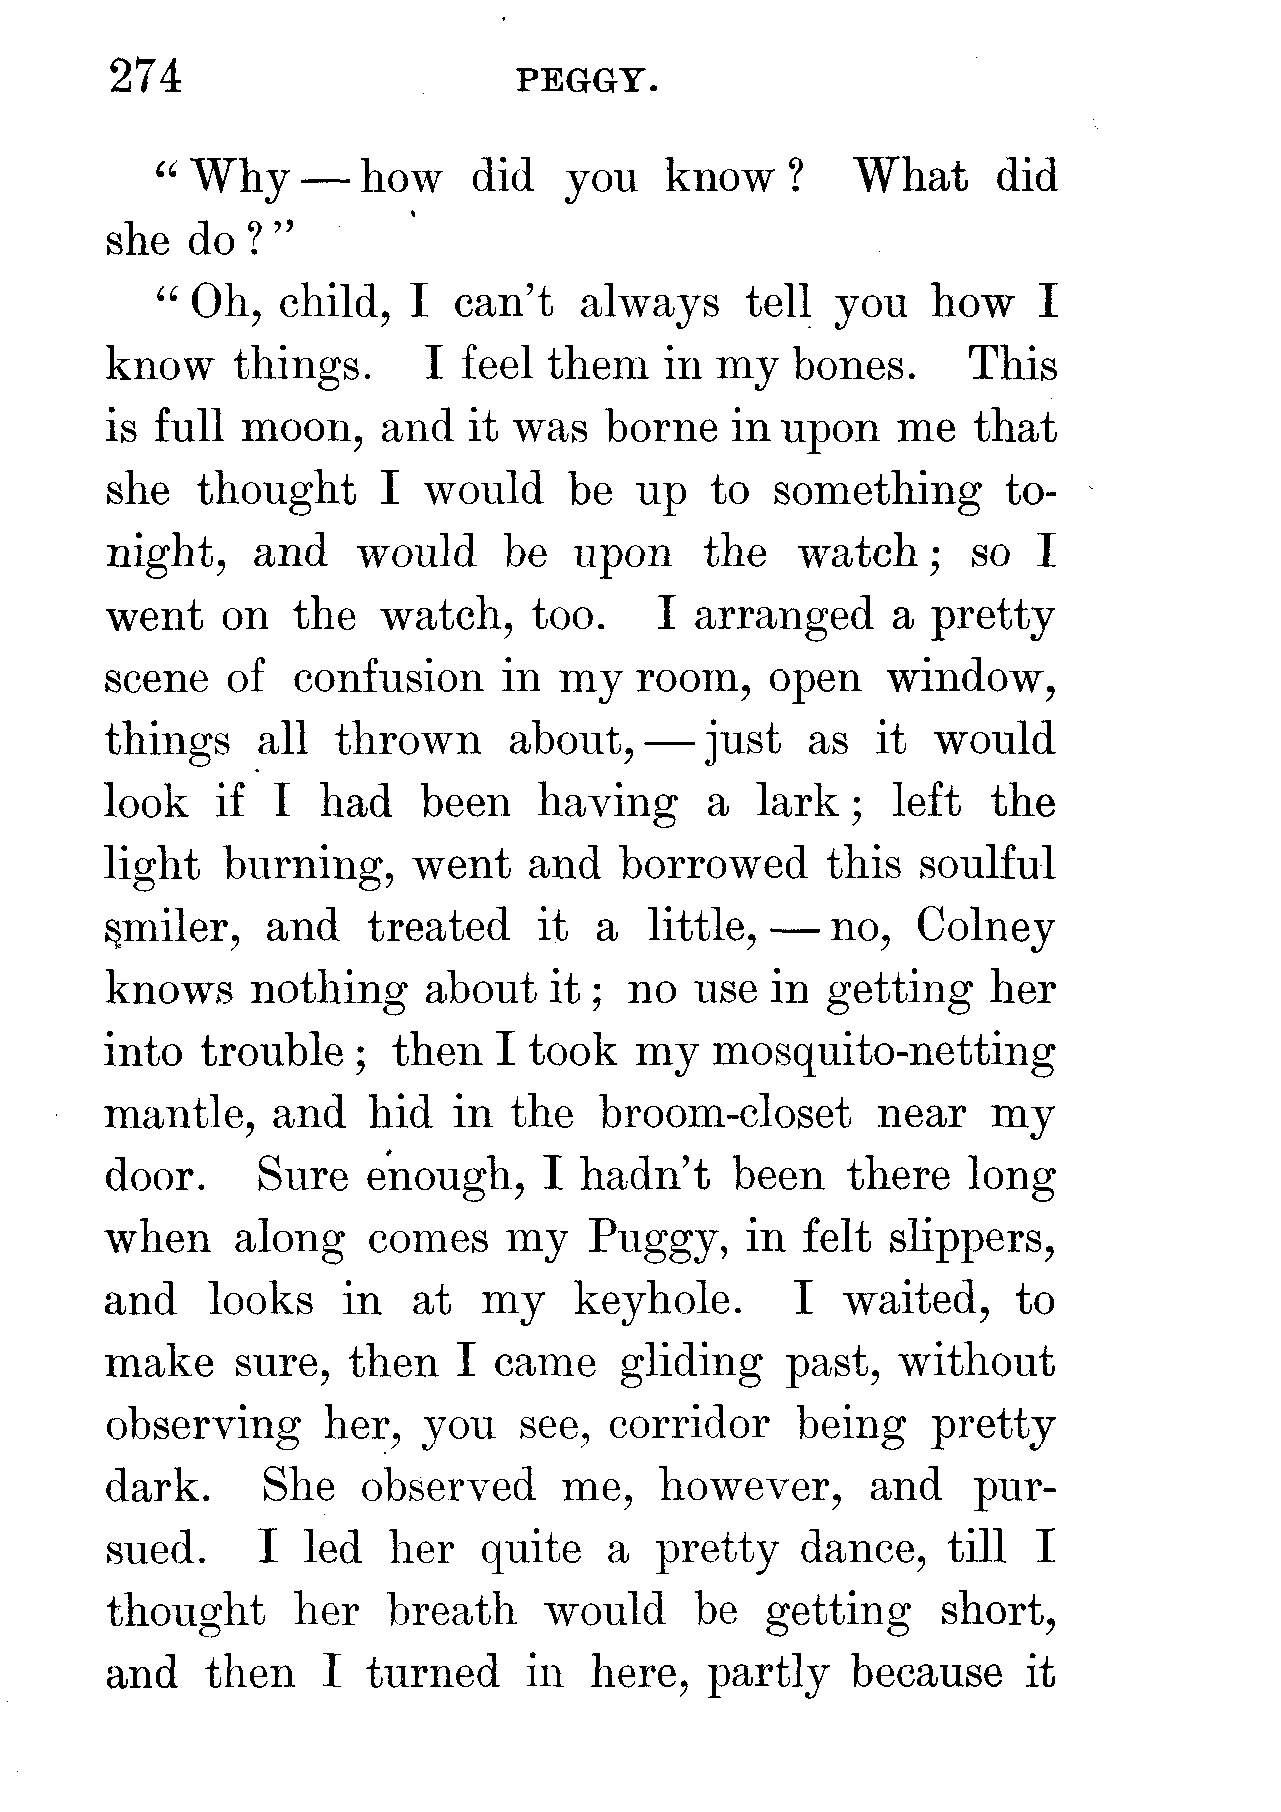 274 PEGGY.
“Why — how did you know? What did
she do?”
“Oh, child, I can’t always tell you how I
know things. I feel them in my bones. This
is full moon, and it was borne in upon me that
she thought I would be up to something to-
night, and would be upon the watch; so I
went on the watch, too. I arranged a pretty
scene of confusion in my room, open window,
things all thrown about, — just as it would
look if I had been having a lark; left the
light burning, went and borrowed this soulful
smiler, and treated it a little, — no, Colney
knows nothing about it; no use in getting her
into trouble; then I took my mosquito-netting
mantle, and hid in the broom-closet near my
door. Sure enough, I hadn’t been there long
when along comes my Puggy, in felt slippers,
and looks in at my keyhole. I waited, to
make sure, then I came gliding past, without
observing her, you see, corridor being pretty
dark. She observed me, however, and pur-
sued. I led her quite a pretty dance, till I
thought her breath would be getting short,
and then I turned in here, partly because it